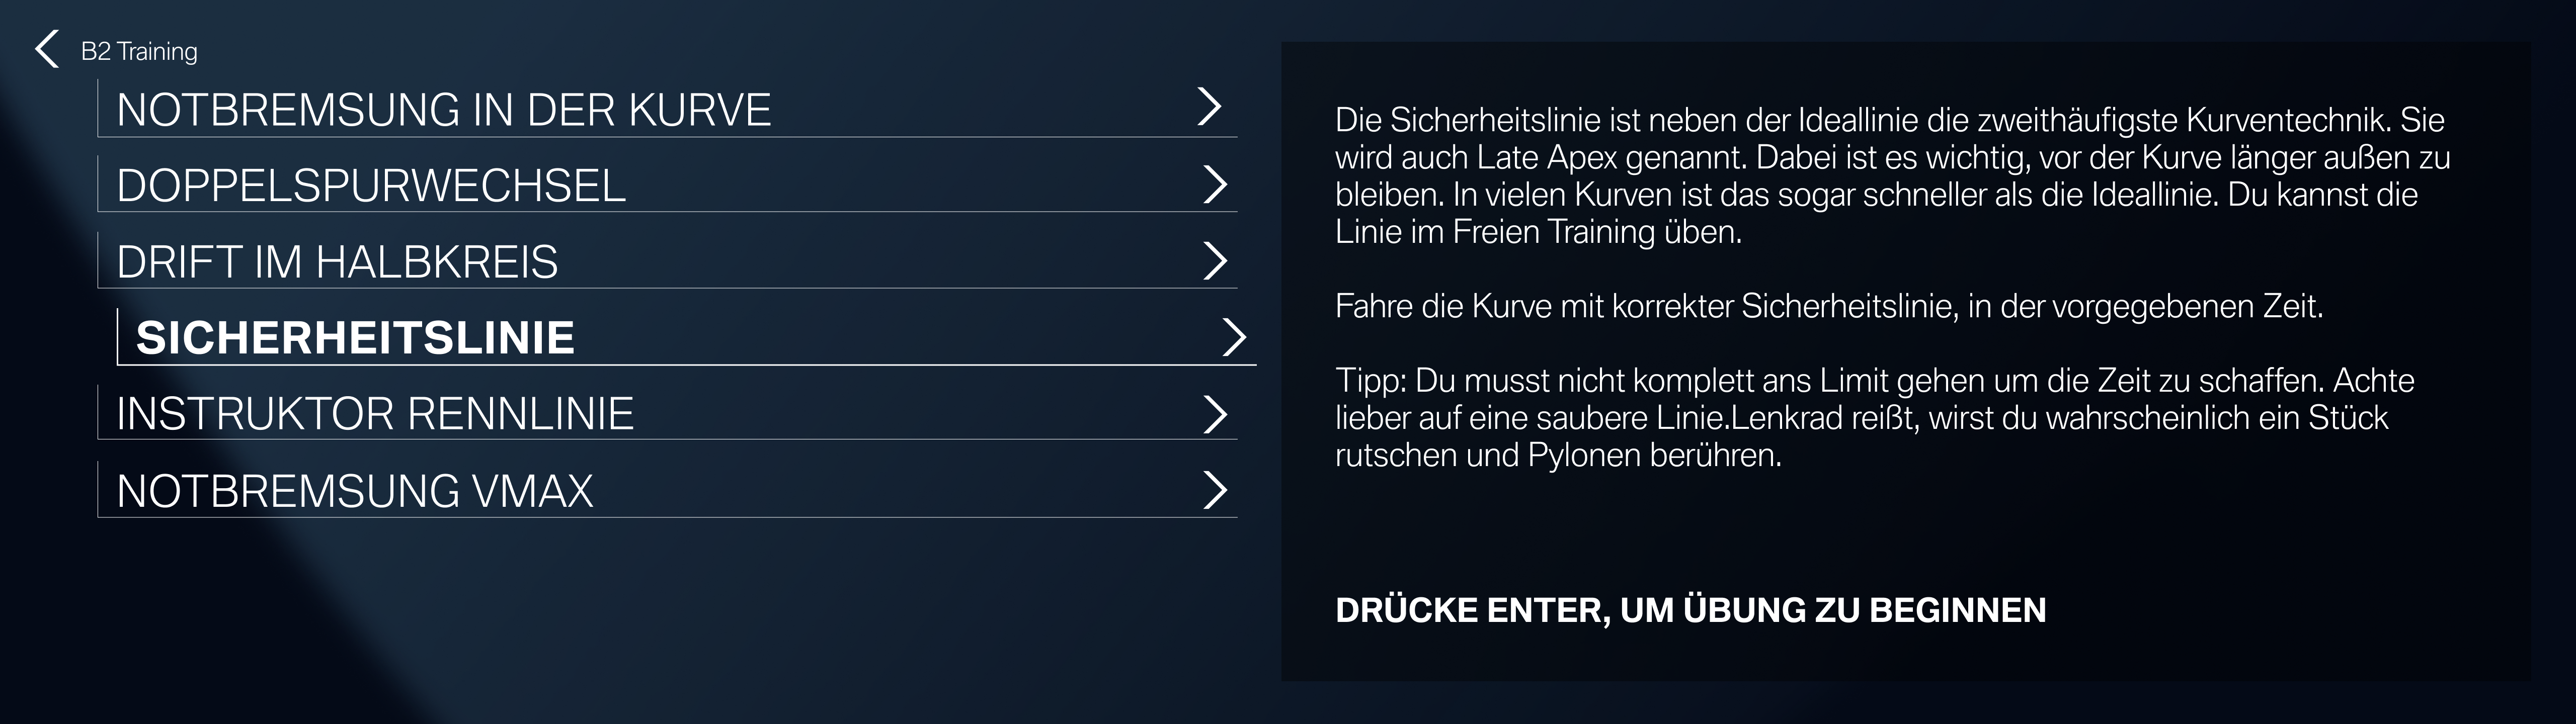 B2 Training
NOTBREMSUNG IN DER KURVE
DOPPELSPURWECHSEL
DRIFT IM HALBKREIS
SICHERHEITSLINIE
INSTRUKTOR RENNLINIE
NOTBREMSUNG VMAX
Die Sicherheitslinie ist neben der Ideallinie die zweithäufigste Kurventechnik. Sie
wird auch Late Apex genannt. Dabei ist es wichtig, vor der Kurve länger außen zu
bleiben. In vielen Kurven ist das sogar schneller als die Ideallinie. Du kannst die
Linie im Freien Training üben.
Fahre die Kurve mit korrekter Sicherheitslinie, in der vorgegebenen Zeit.
Tipp: Du musst nicht komplett ans Limit gehen um die Zeit zu schaffen. Achte
lieber auf eine saubere Linie.Lenkrad reißt, wirst du wahrscheinlich ein Stück
rutschen und Pylonen berühren.
DRÜCKE ENTER, UM ÜBUNG ZU BEGINNEN